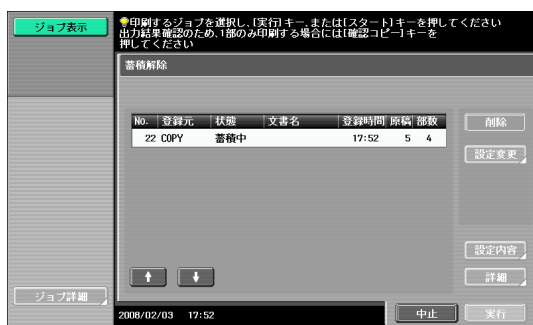 ジョブ表示
印刷するジョブを選択し、[実行]キー、または[スタート]キーを押してください
出力結果確認のため、1部のみ印刷する場合には[確認コピー]キーを
押してください
蓄積解除
No. 登録元 状態 文書名 登録時間 原稿 部数
22 COPY 蓄積中 17:52 5 4
削除
設定変更
設定内容
詳細
ジョブ詳細
2008/02/03 17:52
中止
実行